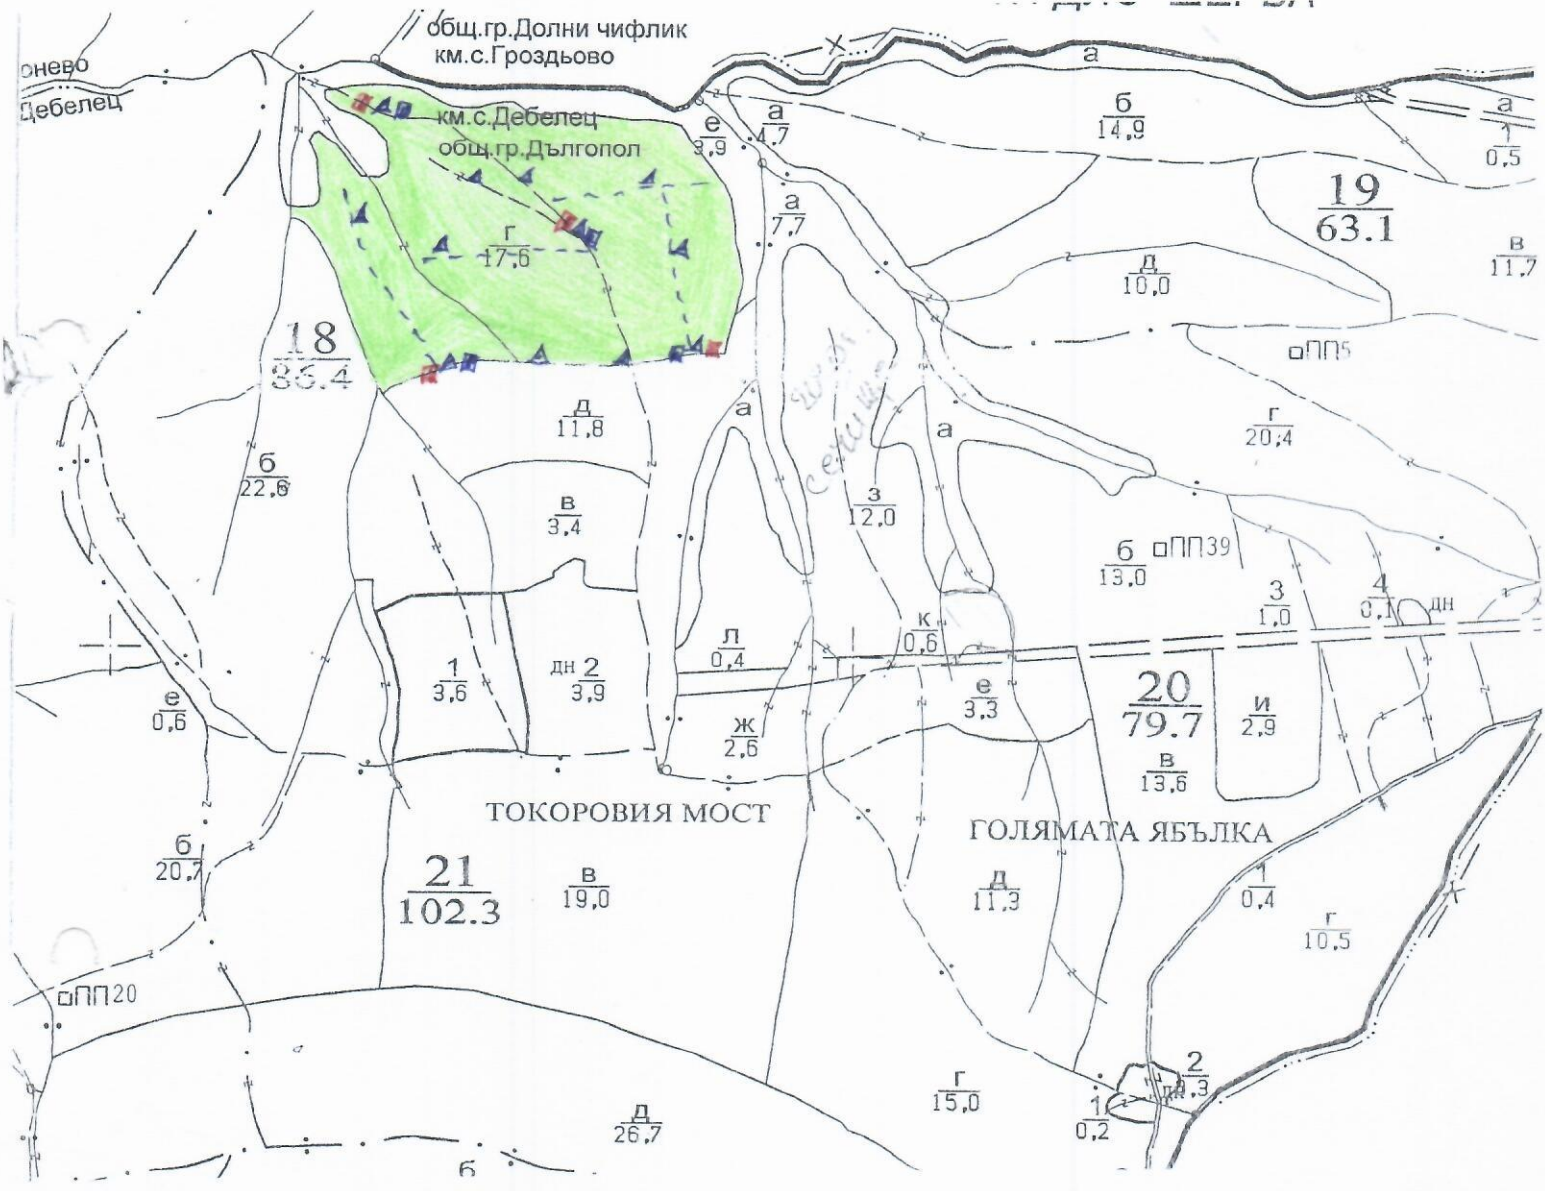 общ.гр.Долни чифлик
км.с.Гроздьово
онево
Дебелец
км.с.Дебелец
общ.гр.Дългопол
е
3,9
а
4,7
а
б
14,9
а
1
0,5
19
63.1
а
7,7
г
17,6
д
10,0
в
11,7
18
86.4
ПП5
д
11,8
а
а
г
20,4
б
22,6
в
3,4
з
12,0
б
13,0
ПП39
3
1,0
4
0,1
дн
к
0,6
л
0,4
1
3,6
дн 2
3,9
е
0,6
ж
2,6
е
3,3
20
79.7
и
2,9
в
13,6
ТОКОРОВИЯ МОСТ
ГОЛЯМАТА ЯБЪЛКА
б
20,7
21
102.3
в
19,0
д
11,3
1
0,4
г
10,5
ПП20
г
15,0
2
дн
1
0,2
д
26,7
б